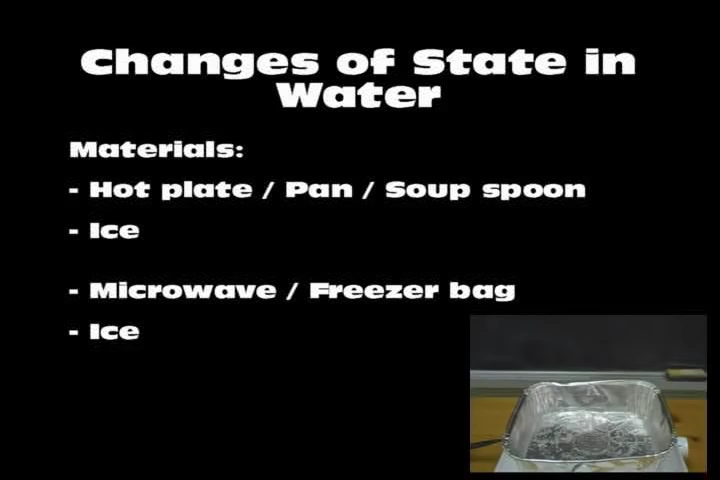 Changes of State in
Water
Materials:
- Hot plate / Pan / Soup spoon
- Ice
- Microwave / Freezer bag
- Ice